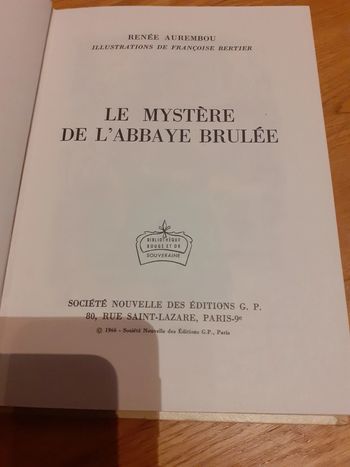 RENÉE AUREMBOU
ILLUSTRATIONS DE FRANÇOISE BERTIER
LE MYSTÈRE
DE L'ABBAYE BRULÉE
BIBLIOTHÈQUE
ROUGE ET OR
SOUVERAINE
SOCIÉTÉ NOUVELLE DES ÉDITIONS G. P.
80, RUE SAINT-LAZARE, PARIS-9e
© 1966 - Société Nouvelle des Éditions G.P., Paris